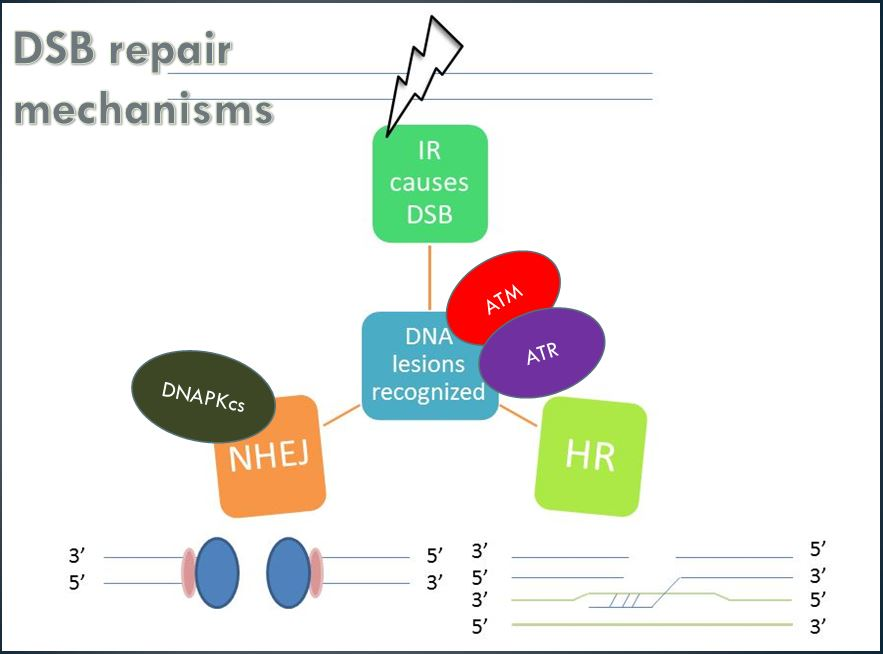 DSB repair
mechanisms
IR
causes
DSB
ATM
ATR
DNA
lesions
recognized
DNAPKcs
NHEJ
HR
3’ 5’
5’ 3’
3’ 5’
5’ 3’
3’ 5’
5’ 3’